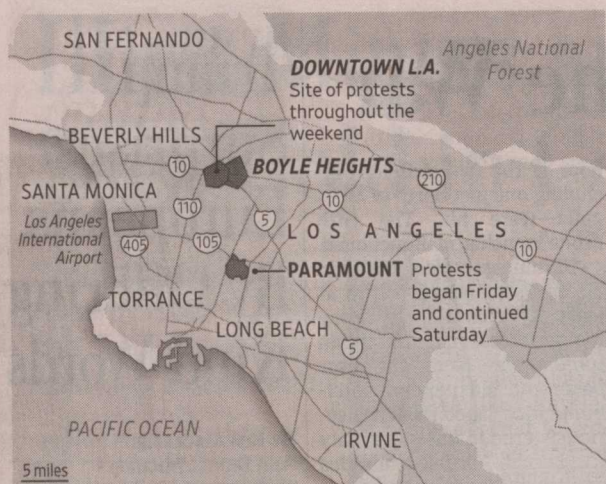 SAN FERNANDO
Angeles National
Forest
DOWNTOWN L.A.
Site of protests
throughout the
weekend
BEVERLY HILLS
10
BOYLE HEIGHTS
210
SANTA MONICA
110
10
Los Angeles
International
Airport
5
LOS ANGELES
405
105
10
PARAMOUNT Protests
began Friday
and continued
Saturday
TORRANCE
LONG BEACH
5
PACIFIC OCEAN
IRVINE
5 miles